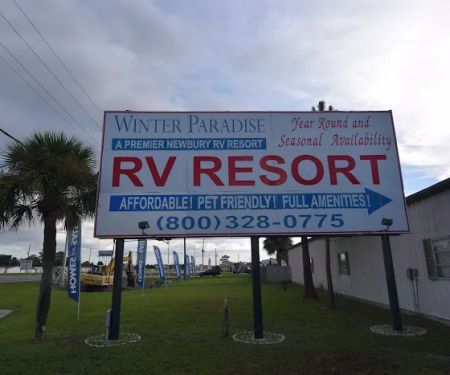 WINTER PARADISE
A PREMIER NEWBURY RV RESORT
Year Round and
Seasonal Availability
RV RESORT
AFFORDABLE! PET FRIENDLY! FULL AMENITIES!
(800) 328-0775
HOMES